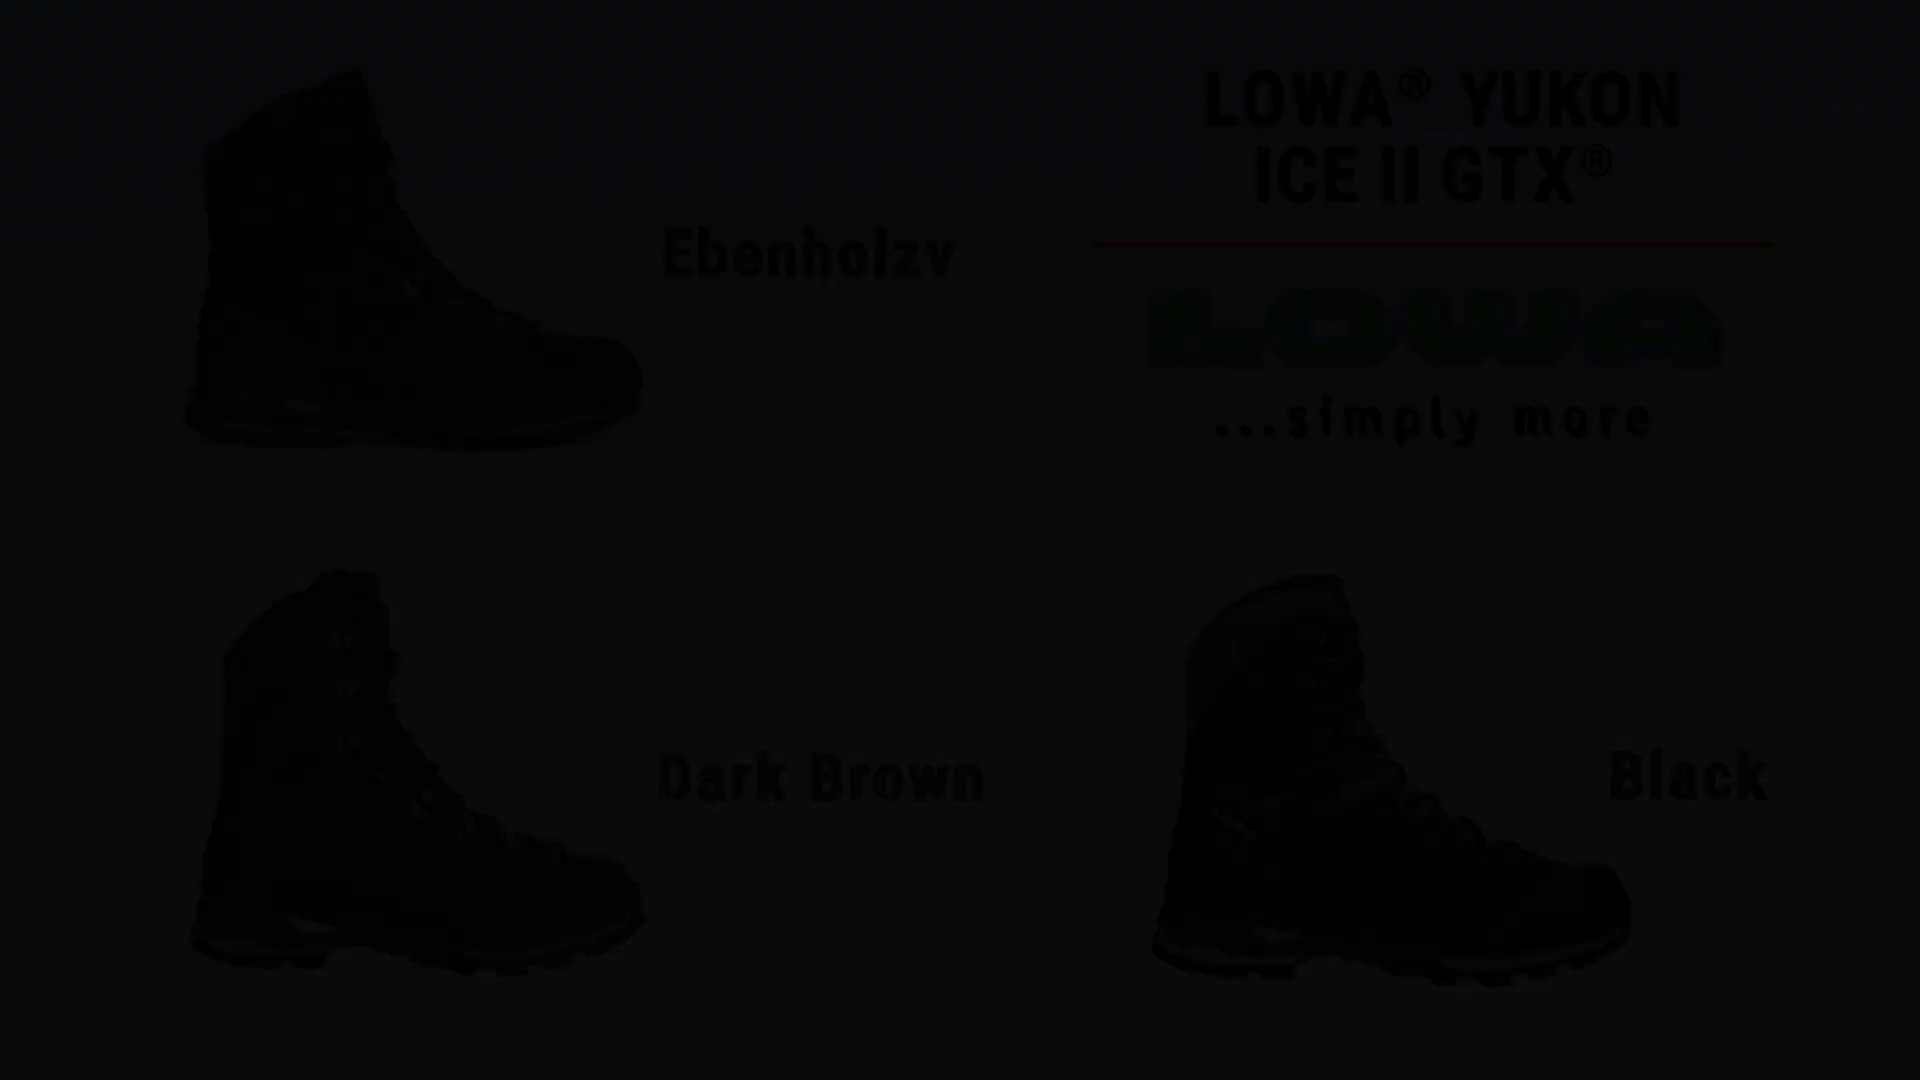 LOWA® YUKON
ICE II GTX®
Ebenholzv
LOWA
...simply more
Dark Brown
Black